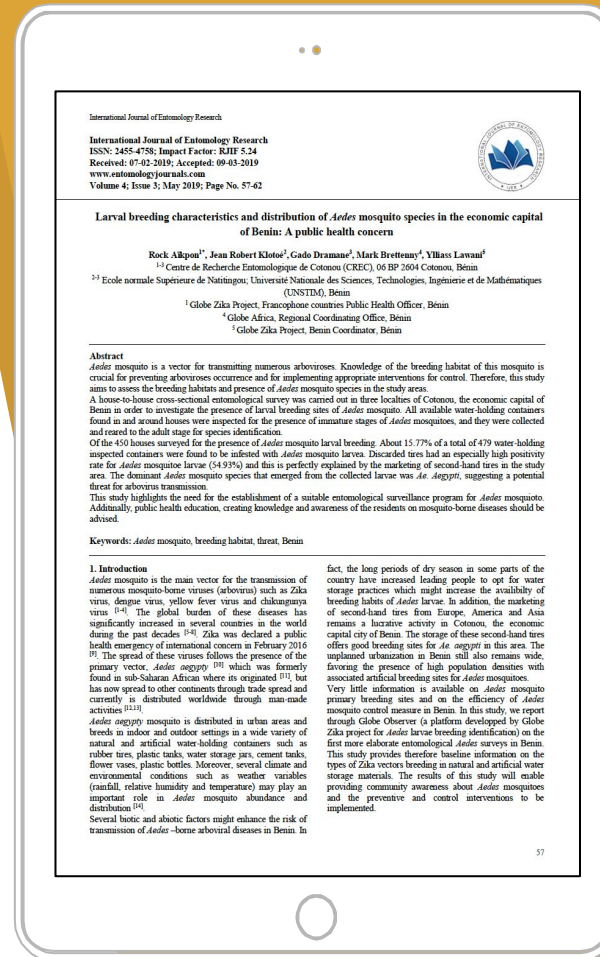 International Journal of Entomology Research
International Journal of Entomology Research
ISSN: 2455-4758; Impact Factor: RJIF 5.24
Received: 07-02-2019; Accepted: 09-03-2019
www.entomologyjournals.com
Volume 4; Issue 3; May 2019; Page No. 57-62
Larval breeding characteristics and distribution of Aedes mosquito species in the economic capital
of Benin: A public health concern
Rock Aïkpon1*, Jean Robert Klotoé2, Gado Dramane3, Mark Brettenny4, Ylliass Lawani5
1-3 Centre de Recherche Entomologique de Cotonou (CREC), 06 BP 2604 Cotonou, Bénin
2-3 Ecole normale Supérieure de Natitingou; Université Nationale des Sciences, Technologies, Ingénierie et de Mathématiques
(UNSTIM), Bénin
1 Globe Zika Project, Francophone countries Public Health Officer, Bénin
4 Globe Africa, Regional Coordinating Office, Bénin
5 Globe Zika Project, Benin Coordinator, Bénin
Abstract
Aedes mosquito is a vector for transmitting numerous arboviroses. Knowledge of the breeding habitat of this mosquito is
crucial for preventing arboviroses occurrence and for implementing appropriate interventions for control. Therefore, this study
aims to assess the breeding habitats and presence of Aedes mosquito species in the study areas.
A house-to-house cross-sectional entomological survey was carried out in three localties of Cotonou, the economic capital of
Benin in order to investigate the presence of larval breeding sites of Aedes mosquito. All available water-holding containers
found in and around houses were inspected for the presence of immature stages of Aedes mosquitoes, and they were collected
and reared to the adult stage for species identification.
Of the 450 houses surveyed for the presence of Aedes mosquito larval breeding. About 15.77% of a total of 479 water-holding
inspected containers were found to be infested with Aedes mosquito larva. Discarded tires had an especially high positivity
rate for Aedes mosquitoe larvae (54.93%) and this is perfectly explained by the marketing of second-hand tires in the study
area. The dominant Aedes mosquito species that emerged from the collected larvae was Ae. Aegypti, suggesting a potential
threat for arbovirus transmission.
This study highlights the need for the establishment of a suitable entomological surveillance program for Aedes mosquioto.
Additinally, public health education, creating knowledge and awareness of the residents on mosquito-borne diseases should be
advised.
Keywords: Aedes mosquito, breeding habitat, threat, Benin
1. Introduction
Aedes mosquito is the main vector for the transmission of
numerous mosquito-borne viruses (arbovirus) such as Zika
virus, dengue virus, yellow fever virus and chikungunya
virus [1-4]. The global burden of these diseases has
significantly increased in several countries in the world
during the past decades [5-8]. Zika was declared a public
health emergency of international concern in February 2016
[9]. The spread of these viruses follows the presence of the
primary vector, Aedes aegypty [10] which was formerly
found in sub-Saharan African where its originated [11], but
has now spread to other continents through trade spread and
currently is distributed worldwide through man-made
activities [12,13].
Aedes aegypty mosquito is distributed in urban areas and
breeds in indoor and outdoor settings in a wide variety of
natural and artificial water-holding containers such as
rubber tires, plastic tanks, water storage jars, cement tanks,
flower vases, plastic bottles. Moreover, several climate and
environmental conditions such as weather variables
(rainfall, relative humidity and temperature) may play an
important role in Aedes mosquito abundance and
distribution [14].
Several biotic and abiotic factors might enhance the risk of
transmission of Aedes –borne arboviral diseases in Benin. In
fact, the long periods of dry season in some parts of the
country have increased leading people to opt for water
storage practices which might increase the availibilty of
breeding habits of Aedes larvae. In addition, the marketing
of second-hand tires from Europe, America and Asia
remains a lucrative activity in Cotonou, the economic
capital city of Benin. The storage of these second-hand tires
offers good breeding sites for Ae. aegypti in this area. The
unplanned urbanization in Benin still also remains wide,
favoring the presence of high population densities with
associated artificial breeding sites for Aedes mosquitoes.
Very little information is available on Aedes mosquito
primary breeding sites and on the efficiency of Aedes
mosquito control measure in Benin. In this study, we report
through Globe Observer (a platform developped by Globe
Zika project for Aedes larvae breeding identification) on the
first more elaborate entomological Aedes surveys in Benin.
This study provides therefore baseline information on the
types of Zika vectors breeding in natural and artificial water
storage materials. The results of this study will enable
providing community awareness about Aedes mosquitoes
and the preventive and control interventions to be
implemented.
57